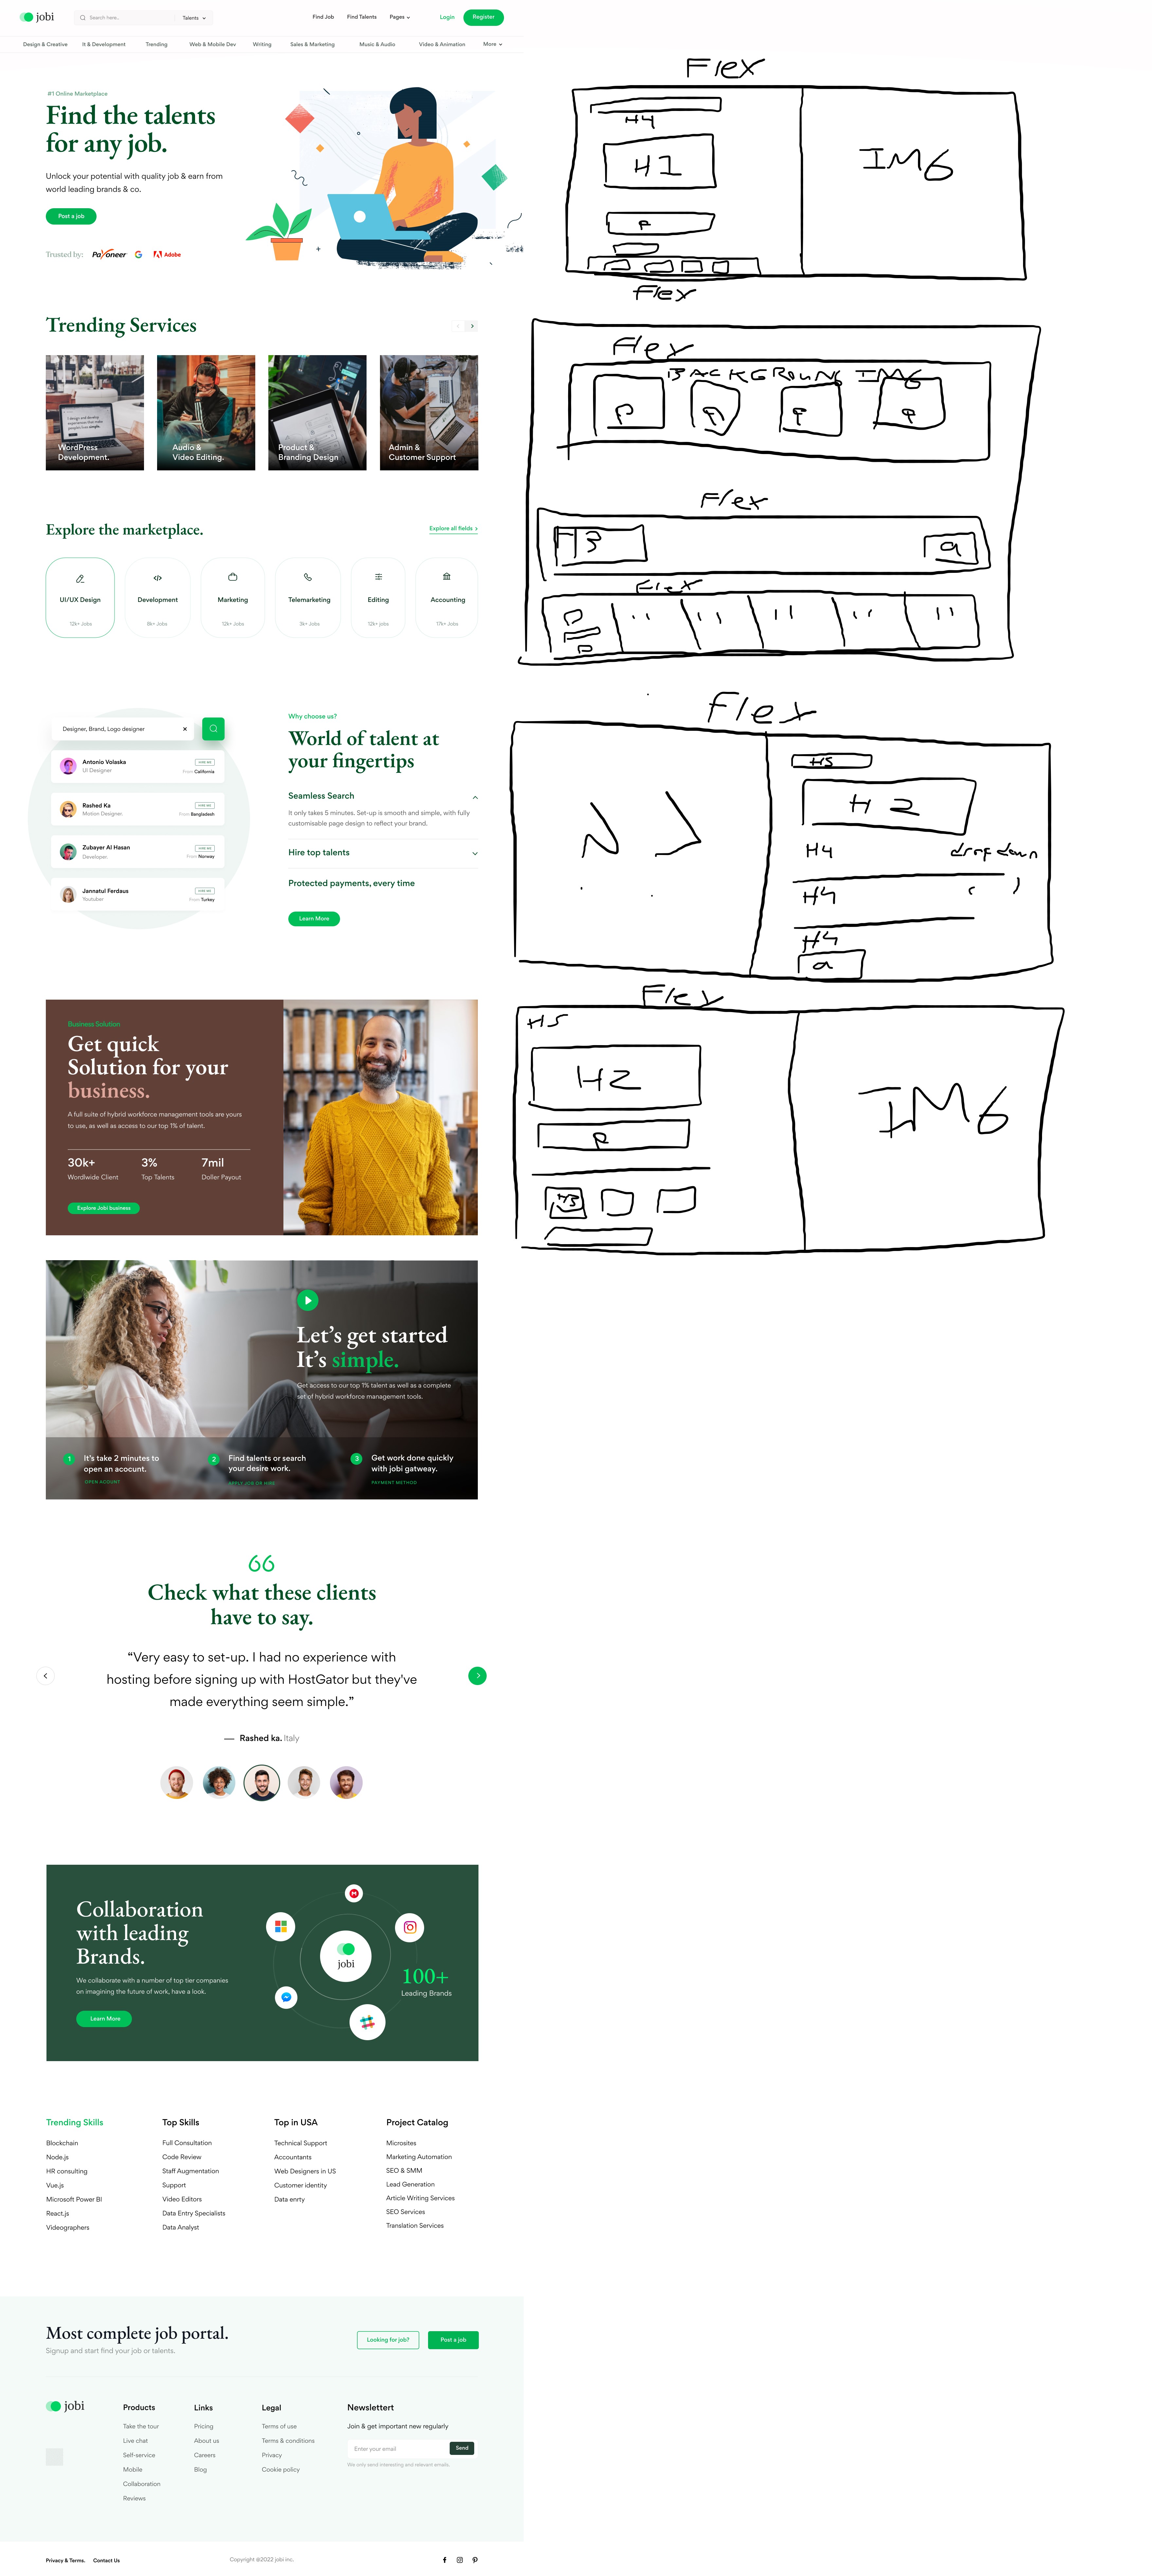 jobi
Search here..
Talents
Find Job
Find Talents
Pages
Login
Register
Design & Creative
It & Development
Trending
Web & Mobile Dev
Writing
Sales & Marketing
Music & Audio
Video & Animation
More
#1 Online Marketplace
Find the talents
for any job.
Unlock your potential with quality job & earn from
world leading brands & co.
Post a job
Trusted by:
Payoneer
Adobe
Flex
H4
H1
IMG
P
Flex
Trending Services
WordPress
Development.
Audio &
Video Editing.
Product &
Branding Design
Admin &
Customer Support
Flex
BACKGROUND IMG
P
P
P
P
Explore the marketplace.
Explore all fields
Flex
H3
a
UI/UX Design
12k+ Jobs
Development
8k+ Jobs
Marketing
12k+ Jobs
Telemarketing
3k+ Jobs
Editing
12k+ jobs
Accounting
17k+ Jobs
Flex
P
Designer, Brand, Logo designer
Antonio Volaska
UI Designer
HIRE ME
From California
Rashed Ka
Motion Designer.
HIRE ME
From Bangladesh
Zubayer Al Hasan
Developer.
HIRE ME
From Norway
Jannatul Ferdaus
Youtuber
HIRE ME
From Turkey
Why choose us?
World of talent at
your fingertips
Seamless Search
It only takes 5 minutes. Set-up is smooth and simple, with fully
customisable page design to reflect your brand.
Hire top talents
Protected payments, every time
Learn More
Flex
H5
H2
H4
dropdown
H4
H4
a
Business Solution
Get quick
Solution for your
business.
A full suite of hybrid workforce management tools are yours
to use, as well as access to our top 1% of talent.
30k+
Wordlwide Client
3%
Top Talents
7mil
Doller Payout
Explore Jobi business
Flex
H5
H2
P
H3
IMG
Let’s get started
It’s simple.
Get access to our top 1% talent as well as a complete
set of hybrid workforce management tools.
1
It’s take 2 minutes to
open an acocunt.
OPEN ACOUNT
2
Find talents or search
your desire work.
APPLY JOB OR HIRE
3
Get work done quickly
with jobi gatweay.
PAYMENT METHOD
Check what these clients
have to say.
“Very easy to set-up. I had no experience with
hosting before signing up with HostGator but they've
made everything seem simple.”
— Rashed ka. Italy
Collaboration
with leading
Brands.
We collaborate with a number of top tier companies
on imagining the future of work, have a look.
Learn More
jobi
100+
Leading Brands
Trending Skills
Blockchain
Node.js
HR consulting
Vue.js
Microsoft Power BI
React.js
Videographers
Top Skills
Full Consultation
Code Review
Staff Augmentation
Support
Video Editors
Data Entry Specialists
Data Analyst
Top in USA
Technical Support
Accountants
Web Designers in US
Customer identity
Data enrty
Project Catalog
Microsites
Marketing Automation
SEO & SMM
Lead Generation
Article Writing Services
SEO Services
Translation Services
Most complete job portal.
Signup and start find your job or talents.
Looking for job?
Post a job
jobi
Products
Take the tour
Live chat
Self-service
Mobile
Collaboration
Reviews
Links
Pricing
About us
Careers
Blog
Legal
Terms of use
Terms & conditions
Privacy
Cookie policy
Newslettert
Join & get important new regularly
Enter your email
Send
We only send interesting and relevant emails.
Privacy & Terms.
Contact Us
Copyright @2022 jobi inc.